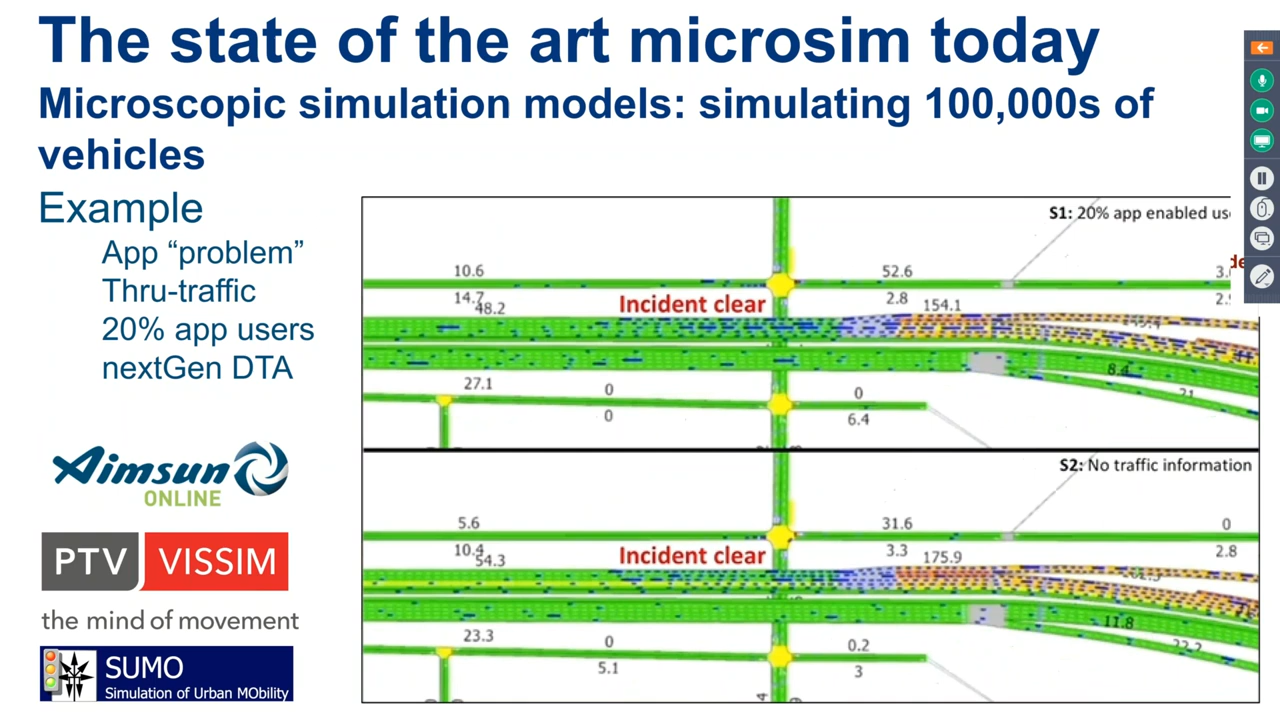 The state of the art microsim today
Microscopic simulation models: simulating 100,000s of
vehicles
Example
App “problem”
Thru-traffic
20% app users
nextGen DTA
Aimsun
ONLINE
PTV VISSIM
the mind of movement
SUMO
Simulation of Urban MObility
S1: 20% app enabled
10.6
52.6
14.7
48.2
Incident clear
2.8
154.1
8.4
21
27.1
0
0
0
6.4
S2: No traffic information
5.6
31.6
0
10.4
54.3
Incident clear
3.3
175.9
2.8
11.8
22.2
23.3
0
0.2
5.1
3